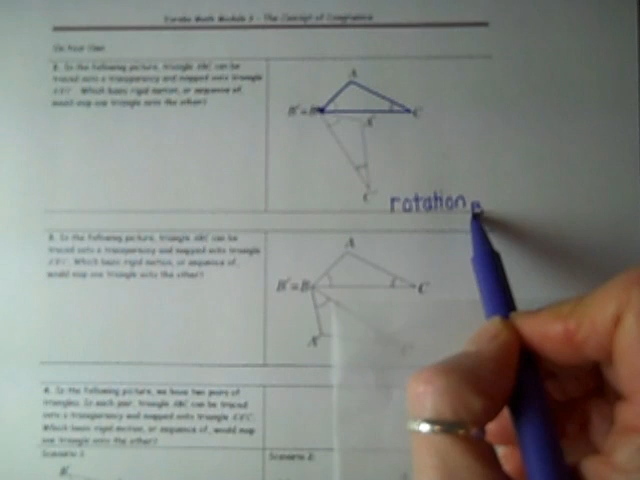 Eureka Math Module 2 - The Concept of Congruence
On Your Own
2. In the following picture, triangle ABC can be
traced onto a transparency and mapped onto triangle
A'B'C'. Which basic rigid motion, or sequence of,
would map one triangle onto the other?
A
B'=B
C
A'
C'
rotation
3. In the following picture, triangle ABC can be
traced onto a transparency and mapped onto triangle
A'B'C'. Which basic rigid motion, or sequence of,
would map one triangle onto the other?
A
B'=B
C
A'
C'
4. In the following picture, we have two pairs of
triangles. In each pair, triangle ABC can be traced
onto a transparency and mapped onto triangle A'B'C'.
Which basic rigid motion, or sequence of, would map
one triangle onto the other?
Scenario 1:
Scenario 2: